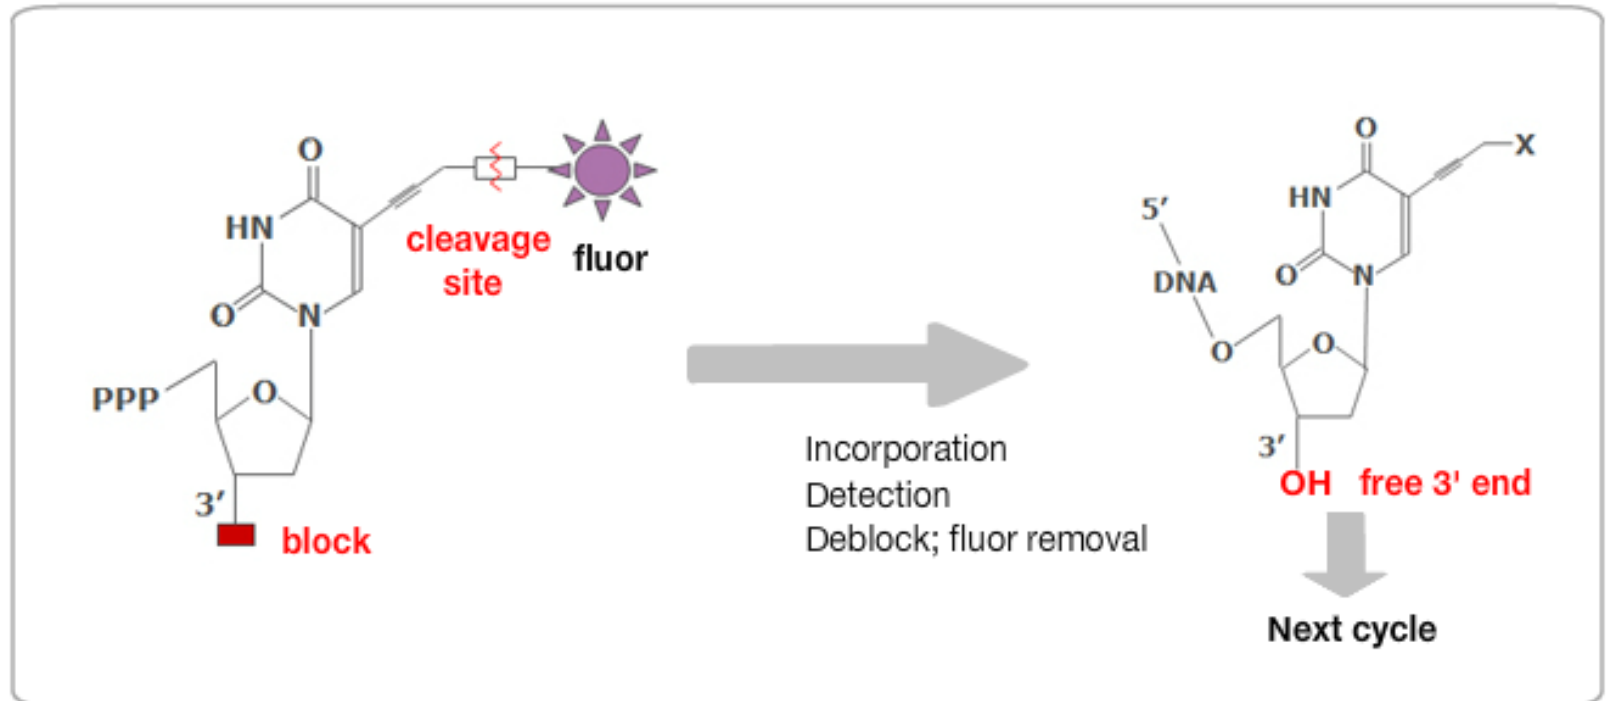 O
HN
O
N
cleavage
site
fluor
PPP
O
3′
block
Incorporation
Detection
Deblock; fluor removal
O
X
HN
5′
O
N
DNA
O
O
3′
OH free 3' end
Next cycle